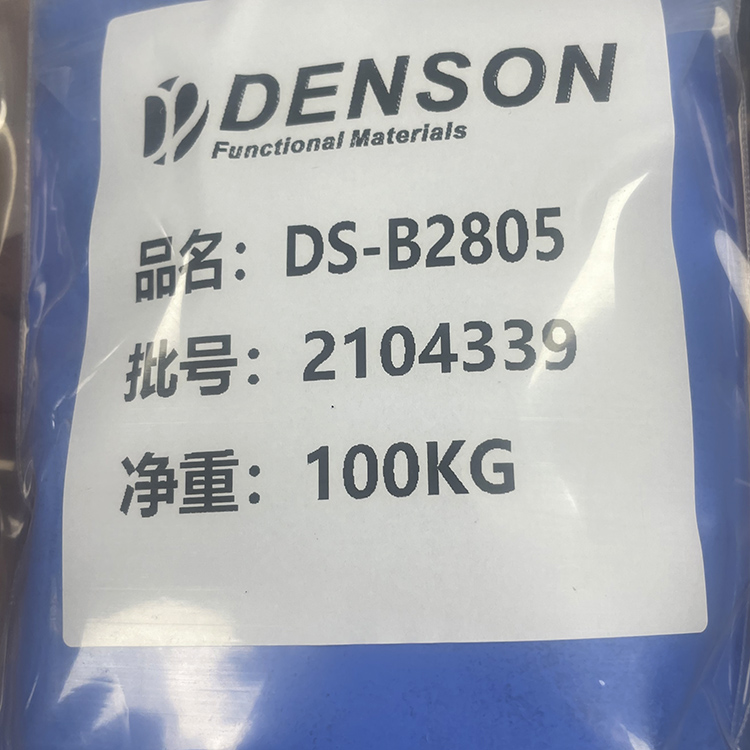 DENSON
Functional Materials
品名：DS-B2805
批号：2104339
净重：100KG